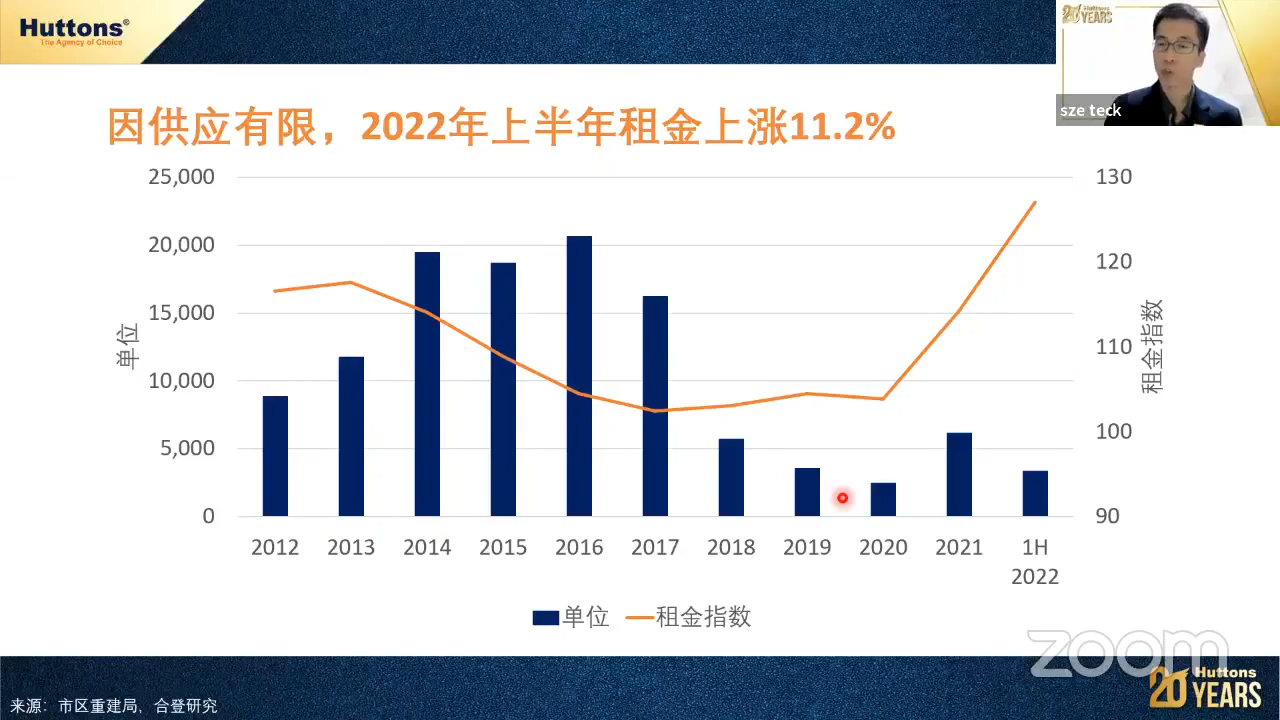 Huttons®
The Agency of Choice
20 Huttons YEARS
sze teck
因供应有限，2022年上半年租金上涨11.2%
25,000
20,000
15,000
10,000
5,000
0
单位
130
120
110
100
90
租金指数
2012 2013 2014 2015 2016 2017 2018 2019 2020 2021 1H 2022
单位 租金指数
zoom
Huttons
20 YEARS
来源：市区重建局，合登研究